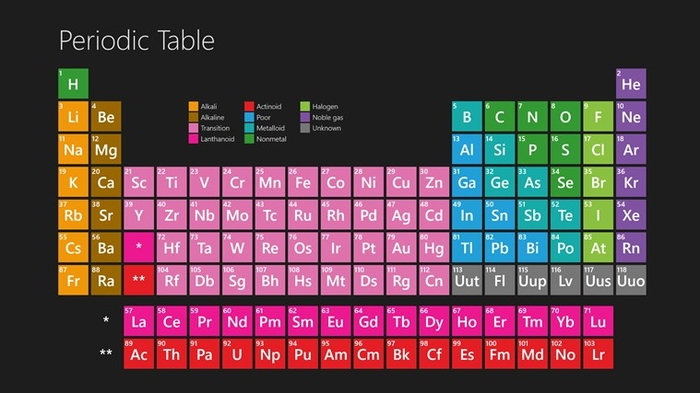 Periodic Table
1 H 2 He
Alkali Actinoid Halogen
Alkaline Poor Noble gas
Transition Metalloid Unknown
Lanthanoid Nonmetal
3 Li 4 Be 5 B 6 C 7 N 8 O 9 F 10 Ne
11 Na 12 Mg 13 Al 14 Si 15 P 16 S 17 Cl 18 Ar
19 K 20 Ca 21 Sc 22 Ti 23 V 24 Cr 25 Mn 26 Fe 27 Co 28 Ni 29 Cu 30 Zn 31 Ga 32 Ge 33 As 34 Se 35 Br 36 Kr
37 Rb 38 Sr 39 Y 40 Zr 41 Nb 42 Mo 43 Tc 44 Ru 45 Rh 46 Pd 47 Ag 48 Cd 49 In 50 Sn 51 Sb 52 Te 53 I 54 Xe
55 Cs 56 Ba * 72 Hf 73 Ta 74 W 75 Re 76 Os 77 Ir 78 Pt 79 Au 80 Hg 81 Tl 82 Pb 83 Bi 84 Po 85 At 86 Rn
87 Fr 88 Ra ** 104 Rf 105 Db 106 Sg 107 Bh 108 Hs 109 Mt 110 Ds 111 Rg 112 Cn 113 Uut 114 Fl 115 Uup 116 Lv 117 Uus 118 Uuo
* 57 La 58 Ce 59 Pr 60 Nd 61 Pm 62 Sm 63 Eu 64 Gd 65 Tb 66 Dy 67 Ho 68 Er 69 Tm 70 Yb 71 Lu
** 89 Ac 90 Th 91 Pa 92 U 93 Np 94 Pu 95 Am 96 Cm 97 Bk 98 Cf 99 Es 100 Fm 101 Md 102 No 103 Lr